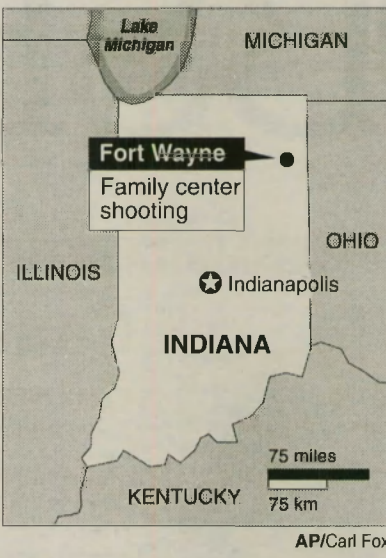 Lake
Michigan
MICHIGAN
Fort Wayne
Family center
shooting
OHIO
ILLINOIS
Indianapolis
INDIANA
75 miles
KENTUCKY
75 km
AP/Carl Fox